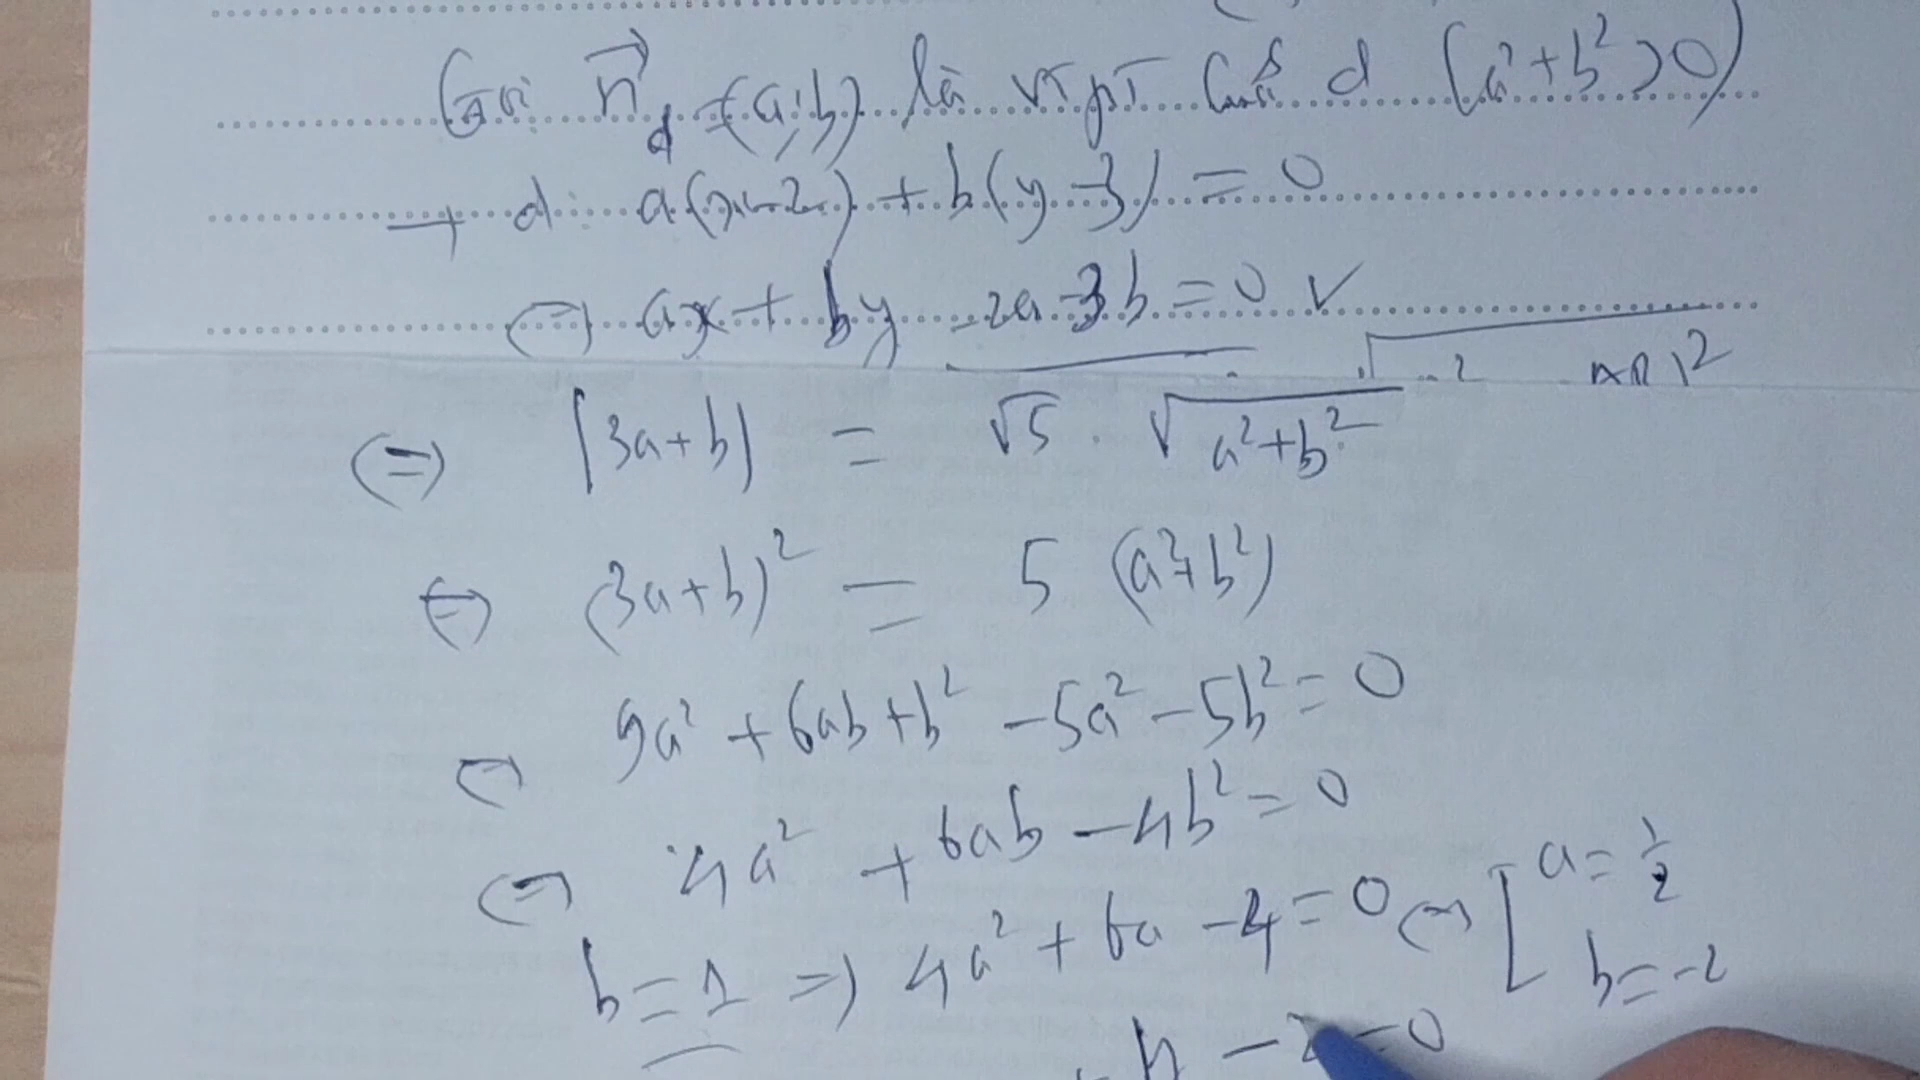 Gọi n⃗d = (a;b) là VTPT của d (a²+b²>0)
→ d: a(x-2) + b(y-3) = 0
(=) ax + by -2a-3b = 0 ✓
(=) |3a+b| = √5 . √a²+b²
(=) (3a+b)² = 5 (a²+b²)
(=) 9a² + 6ab + b² - 5a² - 5b² = 0
(=) 4a² + 6ab - 4b² = 0
b = 1 => 4a² + 6a - 4 = 0 (=) [ a = 1/2
b = -2
= 0